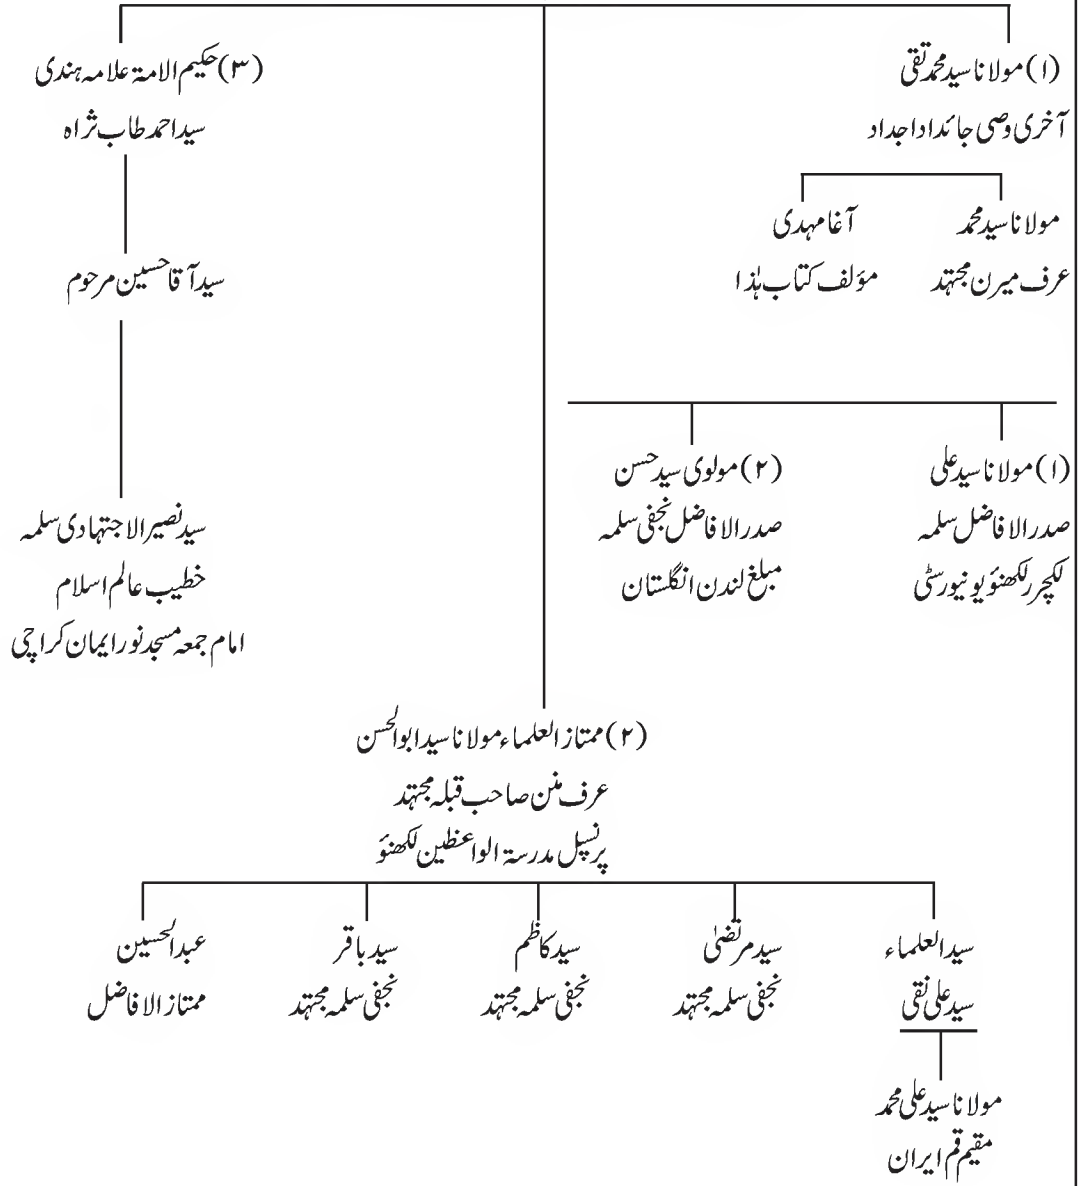 (۱) مولانا سید محمد تقی
آخری وصی جائداد اجداد
مولانا سید محمد
عرف میرن مجتہد
آغا مہدی
مؤلف کتاب ہٰذا
(۱) مولانا سید علی
صدر الافاضل سلمہ
لکچرر لکھنؤ یونیورسٹی
(۲) مولوی سید حسن
صدر الافاضل نجفی سلمہ
مبلغ لندن انگلستان
(۲) ممتاز العلماء مولانا سید ابوالحسن
عرف منن صاحب قبلہ مجتہد
پرنسپل مدرسۃ الواعظین لکھنؤ
سید العلماء
سید علی نقی
مولانا سید علی محمد
مقیم قم ایران
سید مرتضیٰ
نجفی سلمہ مجتہد
سید کاظم
نجفی سلمہ مجتہد
سید باقر
نجفی سلمہ مجتہد
عبدالحسین
ممتاز الافاضل
(۳) حکیم الامۃ علامہ ہندی
سید احمد طاب ثراہ
سید آقا حسین مرحوم
سید نصیر الاجتہادی سلمہ
خطیب عالم اسلام
امام جمعہ مسجد نور ایمان کراچی